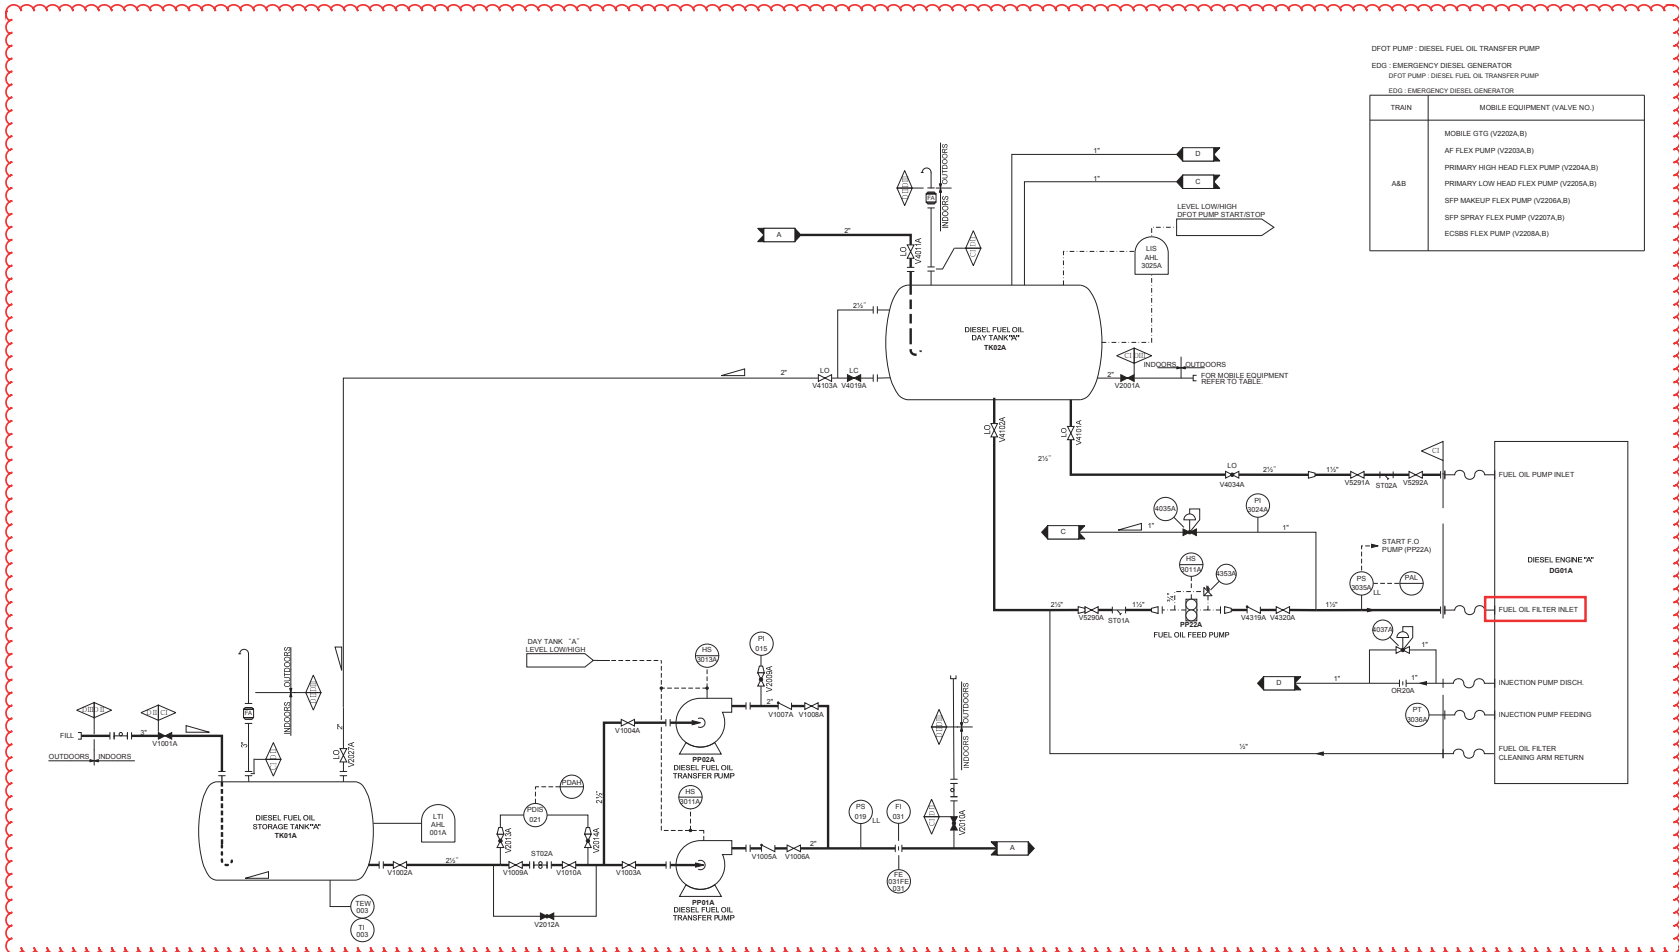 DFOT PUMP : DIESEL FUEL OIL TRANSFER PUMP
EDG : EMERGENCY DIESEL GENERATOR
DFOT PUMP : DIESEL FUEL OIL TRANSFER PUMP
EDG : EMERGENCY DIESEL GENERATOR
TRAIN
MOBILE EQUIPMENT (VALVE NO.)
A&B
MOBILE GTG (V2202A,B)
AF FLEX PUMP (V2203A,B)
PRIMARY HIGH HEAD FLEX PUMP (V2204A,B)
PRIMARY LOW HEAD FLEX PUMP (V2205A,B)
SFP MAKEUP FLEX PUMP (V2206A,B)
SFP SPRAY FLEX PUMP (V2207A,B)
ECSBS FLEX PUMP (V2208A,B)
1"
D
1"
C
OUTDOORS
INDOORS
FA
LEVEL LOW/HIGH
DFOT PUMP START/STOP
A
2"
LO
V4011A
LIS
AHL
3025A
2½"
DIESEL FUEL OIL
DAY TANK"A"
TK02A
INDOORS
OUTDOORS
2"
V2001A
FOR MOBILE EQUIPMENT
REFER TO TABLE.
2"
LO
V4103A
LC
V4019A
LO
V4102A
LO
V4101A
2½"
LO
V4034A
2½"
1½"
V5291A
ST02A
V5292A
CI
FUEL OIL PUMP INLET
4035A
PI
3024A
C
1"
1"
START F.O
PUMP (PP22A)
DIESEL ENGINE"A"
DG01A
HS
3011A
4353A
PS
3035A
LL
PAL
2½"
V5290A
ST01A
1½"
¾"
PP22A
FUEL OIL FEED PUMP
V4319A
V4320A
1½"
FUEL OIL FILTER INLET
4037A
1"
D
1"
1"
OR20A
INJECTION PUMP DISCH.
PT
3036A
INJECTION PUMP FEEDING
½"
FUEL OIL FILTER
CLEANING ARM RETURN
DAY TANK "A"
LEVEL LOW/HIGH
HS
3013A
PI
015
V2009A
2"
V1007A
V1008A
V1004A
PP02A
DIESEL FUEL OIL
TRANSFER PUMP
OUTDOORS
INDOORS
FA
3"
FILL
3"
V1001A
OUTDOORS
INDOORS
2"
LO
V2027A
DIESEL FUEL OIL
STORAGE TANK"A"
TK01A
LTI
AHL
001A
TEW
003
TI
003
V1002A
2½"
V2013A
PDIS
021
PDAH
V2014A
V1009A
ST02A
V1010A
V2012A
2½"
V1003A
HS
3011A
PP01A
DIESEL FUEL OIL
TRANSFER PUMP
V1005A
V1006A
2"
PS
019
LL
FI
031
FE
031FE
031
OUTDOORS
INDOORS
V2010A
A